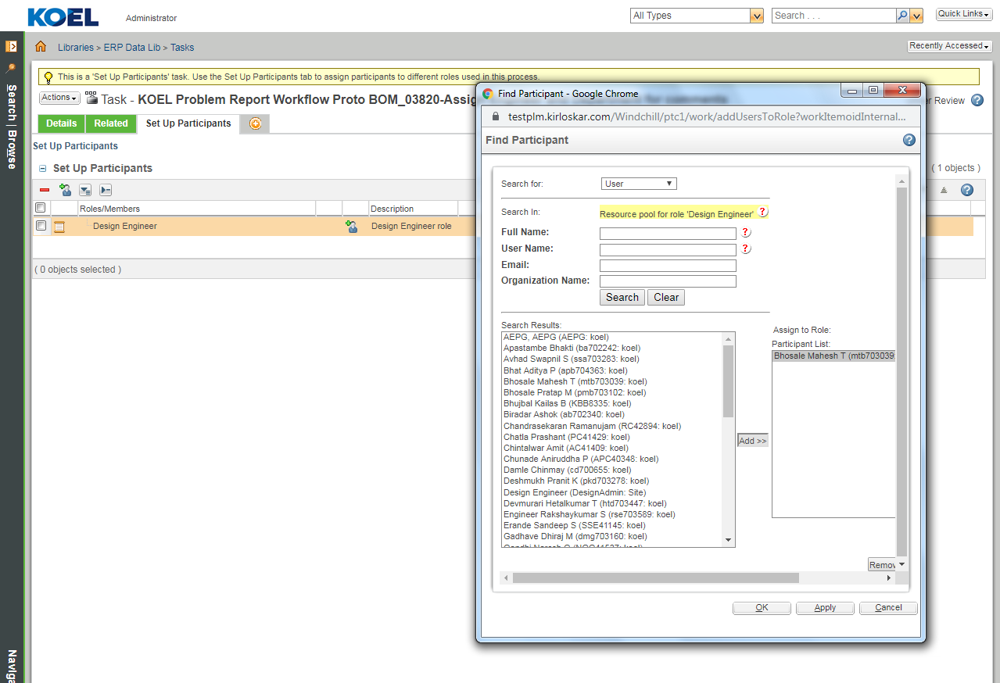 KOEL
Administrator
All Types
Search . . .
Quick Links
Libraries > ERP Data Lib > Tasks
Recently Accessed
This is a 'Set Up Participants' task. Use the Set Up Participants tab to assign participants to different roles used in this process.
Actions
Task - KOEL Problem Report Workflow Proto BOM_03820-Assig
Review
Details
Related
Set Up Participants
Set Up Participants
Set Up Participants
( 1 objects )
Roles/Members
Description
Design Engineer
Design Engineer role
( 0 objects selected )
Search | Browse
Naviga
Find Participant - Google Chrome
testplm.kirloskar.com/Windchill/ptc1/work/addUsersToRole?workItemoidInternal...
Find Participant
Search for:
User
Search In:
Resource pool for role 'Design Engineer'
Full Name:
User Name:
Email:
Organization Name:
Search
Clear
Search Results:
AEPG, AEPG (AEPG: koel)
Apastambe Bhakti (ba702242: koel)
Avhad Swapnil S (ssa703283: koel)
Bhat Aditya P (apb704363: koel)
Bhosale Mahesh T (mtb703039: koel)
Bhosale Pratap M (pmb703102: koel)
Bhujbal Kailas B (KBB8335: koel)
Biradar Ashok (ab702340: koel)
Chandrasekaran Ramanujam (RC42894: koel)
Chatla Prashant (PC41429: koel)
Chintalwar Amit (AC41409: koel)
Chunade Aniruddha P (APC40348: koel)
Damle Chinmay (cd700655: koel)
Deshmukh Pranit K (pkd703278: koel)
Design Engineer (DesignAdmin: Site)
Devmurari Hetalkumar T (htd703447: koel)
Engineer Rakshaykumar S (rse703589: koel)
Erande Sandeep S (SSE41145: koel)
Gadhave Dhiraj M (dmg703160: koel)
Add >>
Assign to Role:
Participant List:
Bhosale Mahesh T (mtb703039
Remov
OK
Apply
Cancel